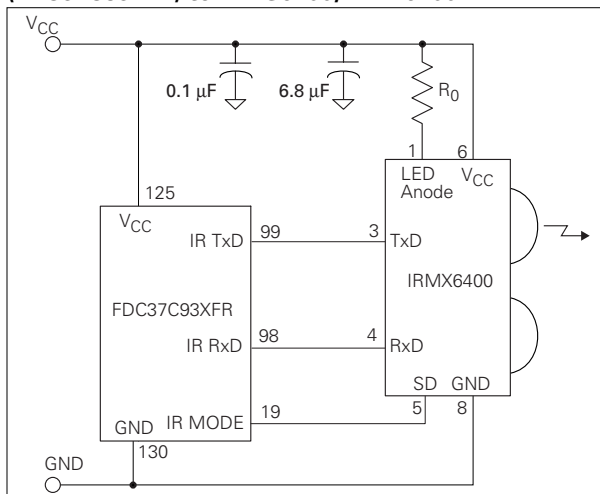 VCC
0.1 µF
6.8 µF
R0
1
6
LED
Anode
VCC
125
VCC
IR TxD
99
3
TxD
IRMX6400
FDC37C93XFR
IR RxD
98
4
RxD
SD
GND
IR MODE
19
5
8
GND
130
GND